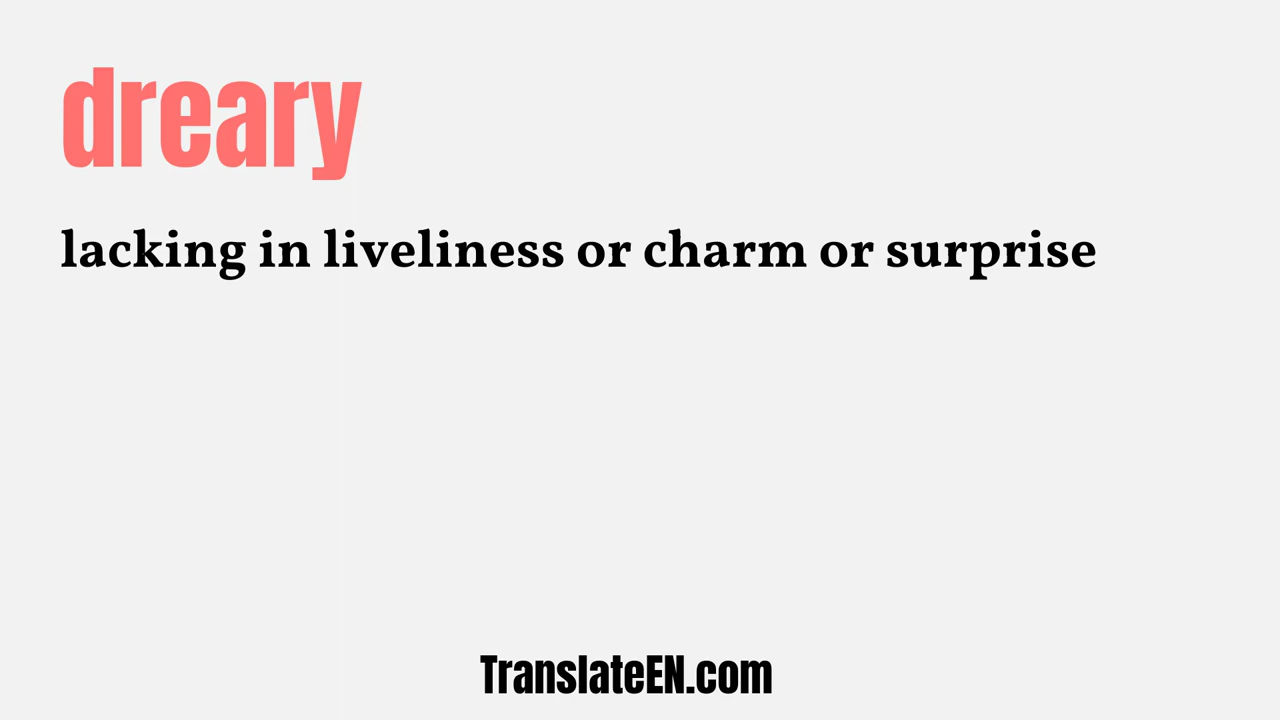 dreary
lacking in liveliness or charm or surprise
TranslateEN.com